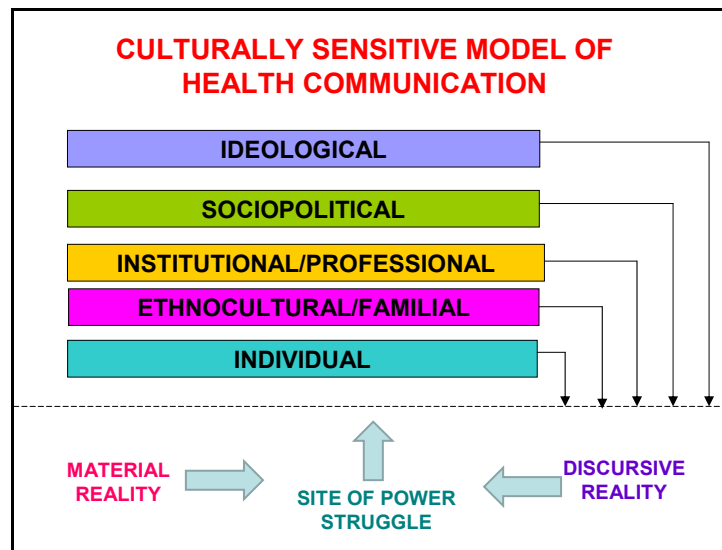 CULTURALLY SENSITIVE MODEL OF
HEALTH COMMUNICATION
IDEOLOGICAL
SOCIOPOLITICAL
INSTITUTIONAL/PROFESSIONAL
ETHNOCULTURAL/FAMILIAL
INDIVIDUAL
MATERIAL
REALITY
SITE OF POWER
STRUGGLE
DISCURSIVE
REALITY